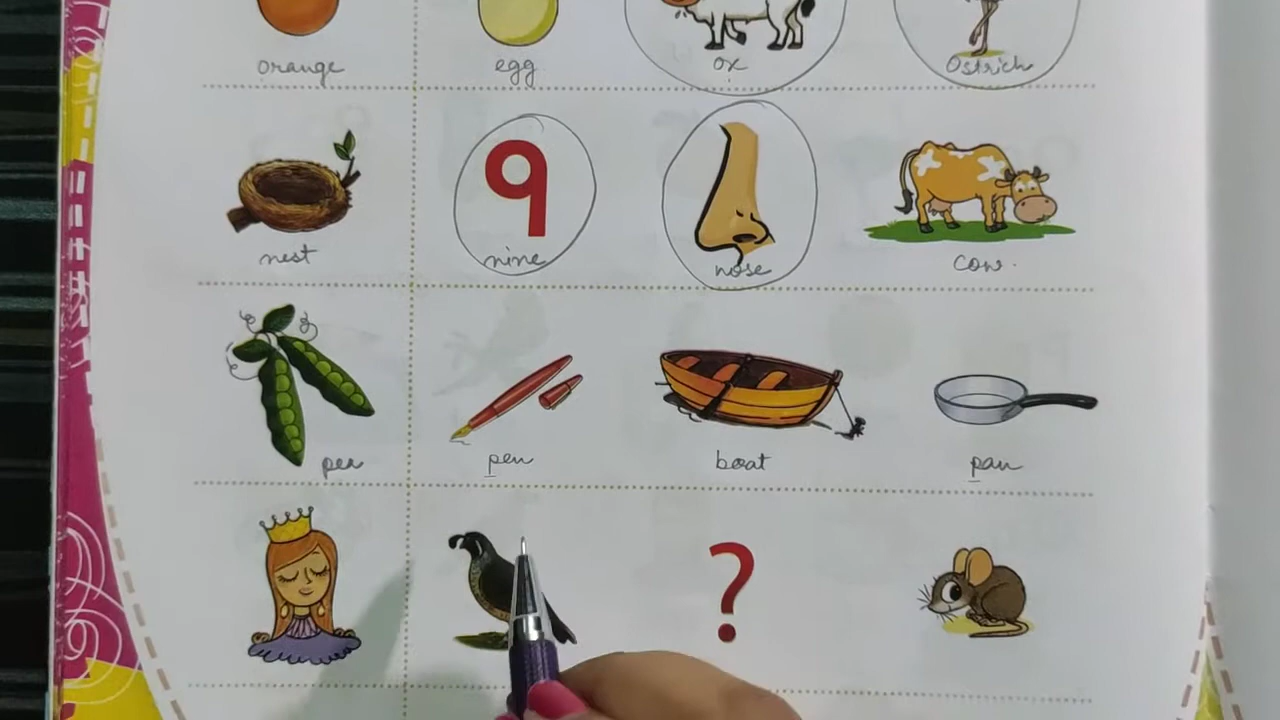 orange egg ox Ostrich
9
nest nine nose cow.
pea pen boat pan
?